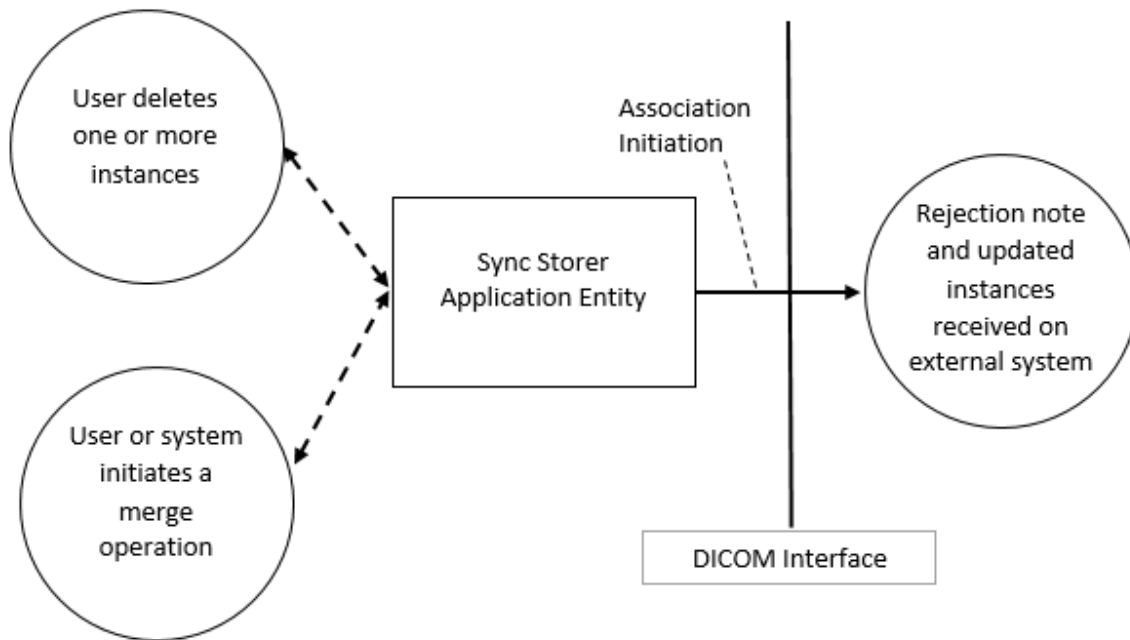 User deletes
one or more
instances
Association
Initiation
Sync Storer
Application Entity
Rejection note
and updated
instances
received on
external system
User or system
initiates a
merge
operation
DICOM Interface